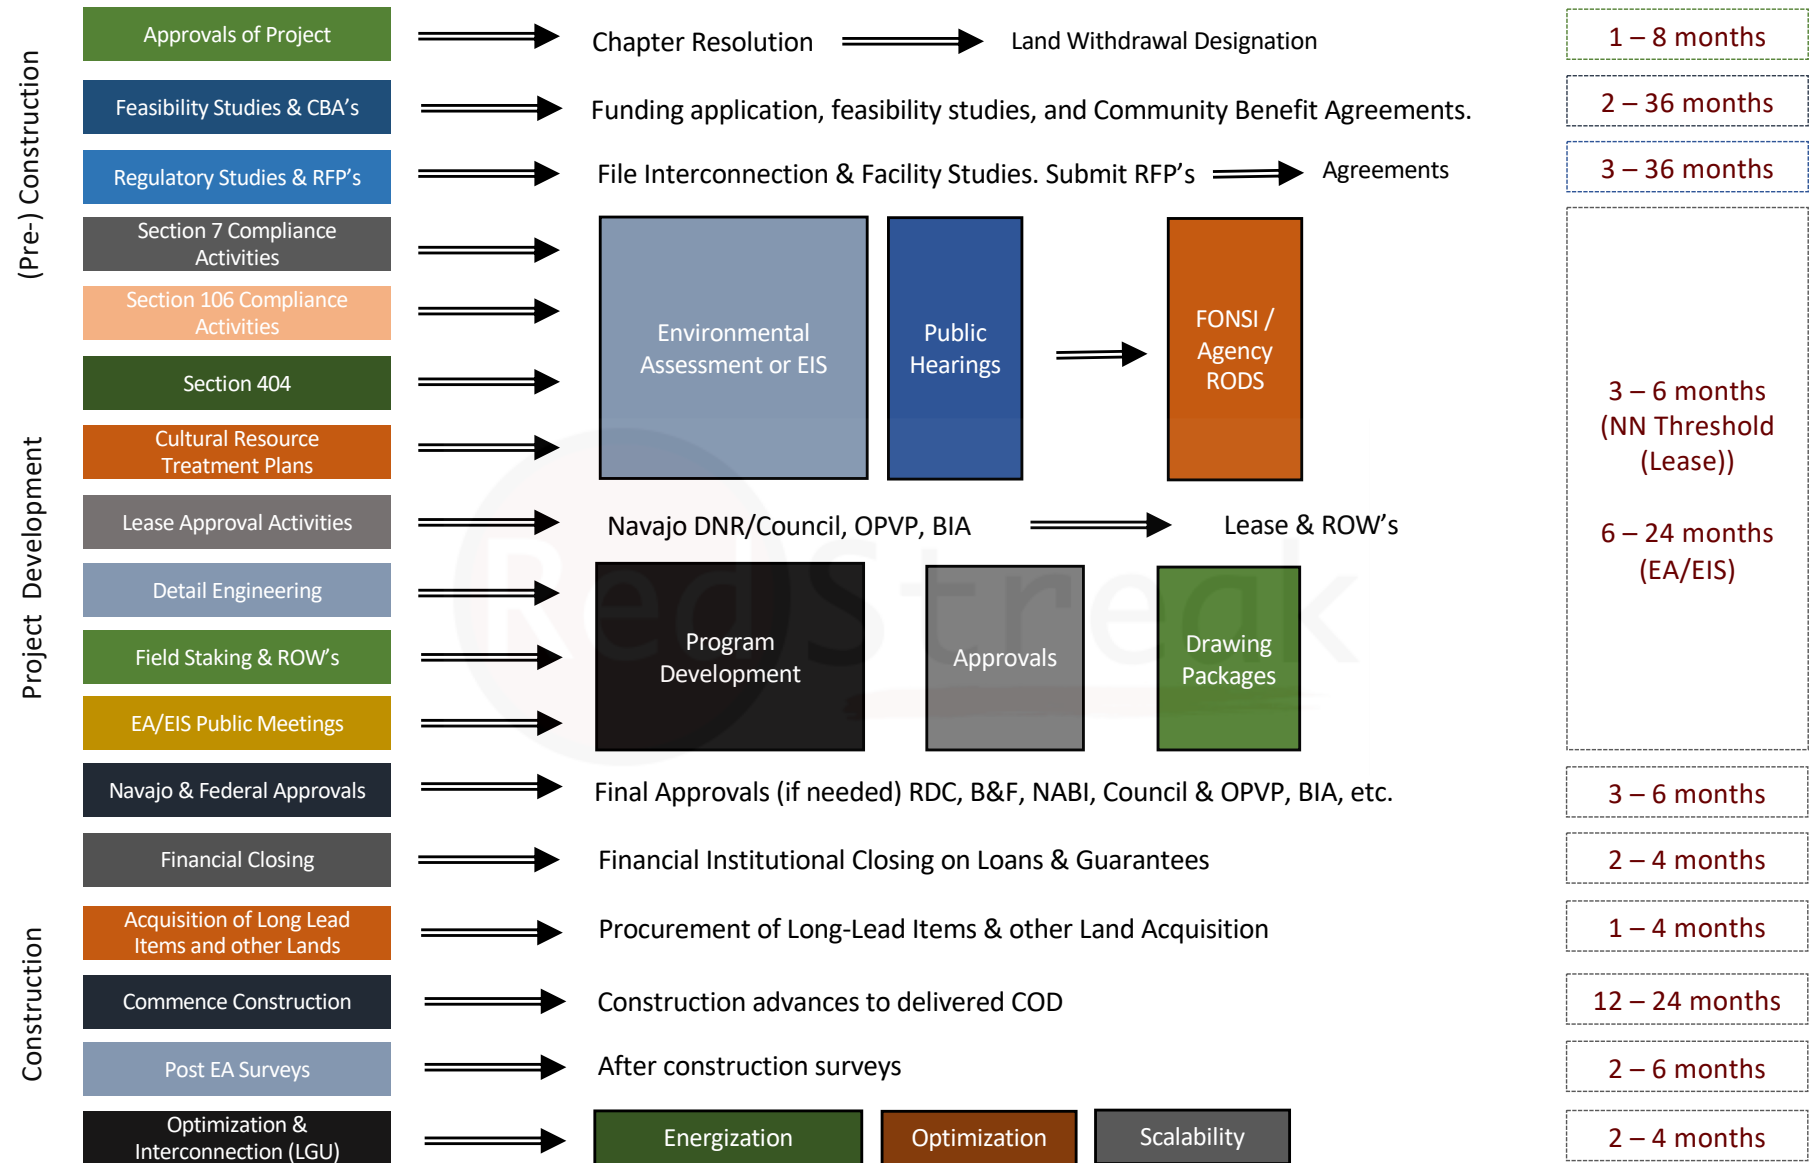 (Pre-) Construction
Approvals of Project
Chapter Resolution
Land Withdrawal Designation
1 – 8 months
Feasibility Studies & CBA's
Funding application, feasibility studies, and Community Benefit Agreements.
2 – 36 months
Regulatory Studies & RFP's
File Interconnection & Facility Studies. Submit RFP's
Agreements
3 – 36 months
Section 7 Compliance
Activities
Section 106 Compliance
Activities
Section 404
Cultural Resource
Treatment Plans
Environmental
Assessment or EIS
Public
Hearings
FONSI /
Agency
RODS
3 – 6 months
(NN Threshold
(Lease))
6 – 24 months
(EA/EIS)
Project Development
Lease Approval Activities
Navajo DNR/Council, OPVP, BIA
Lease & ROW's
Detail Engineering
Field Staking & ROW's
EA/EIS Public Meetings
Program
Development
Approvals
Drawing
Packages
RedStreak
Navajo & Federal Approvals
Final Approvals (if needed) RDC, B&F, NABI, Council & OPVP, BIA, etc.
3 – 6 months
Financial Closing
Financial Institutional Closing on Loans & Guarantees
2 – 4 months
Construction
Acquisition of Long Lead
Items and other Lands
Procurement of Long-Lead Items & other Land Acquisition
1 – 4 months
Commence Construction
Construction advances to delivered COD
12 – 24 months
Post EA Surveys
After construction surveys
2 – 6 months
Optimization &
Interconnection (LGU)
Energization
Optimization
Scalability
2 – 4 months